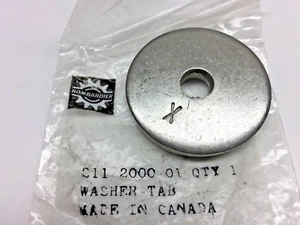 BOMBARDIER
X
S11 2000 01 QTY 1
WASHER TAB
MADE IN CANADA